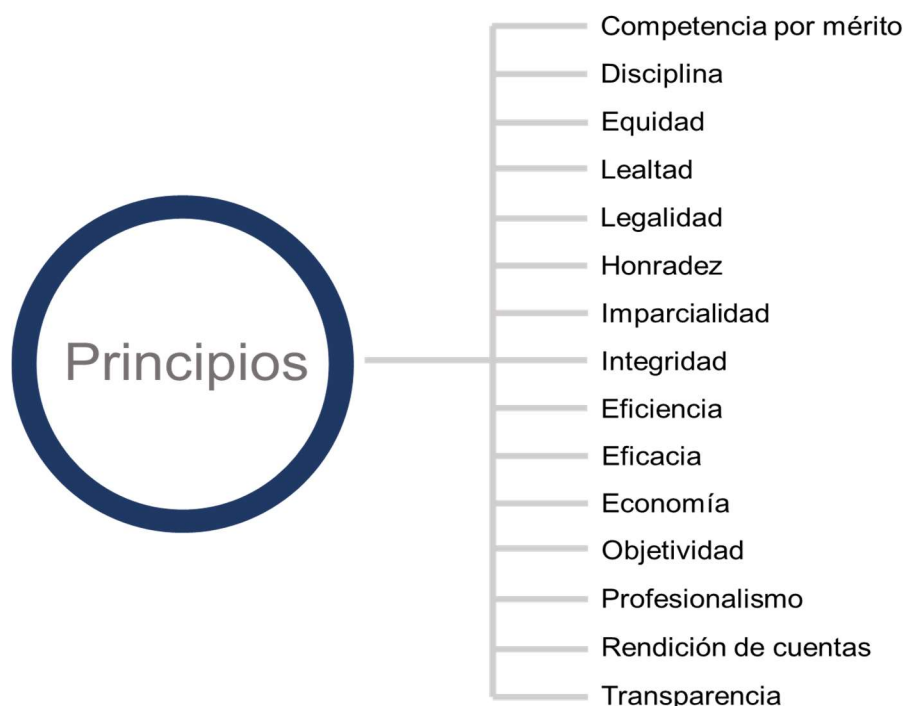 Principios
Competencia por mérito
Disciplina
Equidad
Lealtad
Legalidad
Honradez
Imparcialidad
Integridad
Eficiencia
Eficacia
Economía
Objetividad
Profesionalismo
Rendición de cuentas
Transparencia